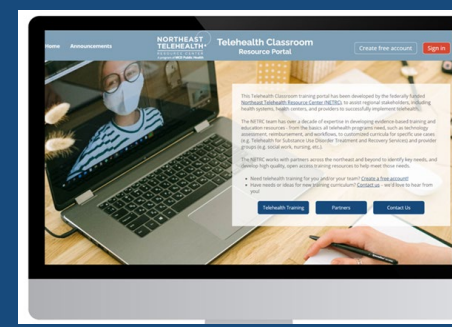 Home Announcements
NORTHEAST
TELEHEALTH
RESOURCE CENTER
Telehealth Classroom
Resource Portal
Create free account
Sign in
This Telehealth Classroom training portal has been developed by the federally funded
Northeast Telehealth Resource Center (NETRC), to assist regional stakeholders, including
health systems, health centers, and providers to successfully implement telehealth.
The NETRC team has over a decade of expertise in developing evidence-based training and
education resources - from the basics all telehealth programs need, such as technology
assessment, reimbursement, and workflows, to customized curriculum for specific use cases
(e.g. Telehealth for Substance Use Disorder Treatment and Recovery Services) and provider
groups (e.g. social work, nursing, etc.).
The NETRC works with partners across the northeast and beyond to identify key needs, and
develop high quality, open access training resources to help meet those needs.
• Need telehealth training for you and/or your team? Create a free account!
• Have needs or ideas for new training curriculum? Contact us - we'd love to hear from
you!
Telehealth Training
Partners
Contact Us